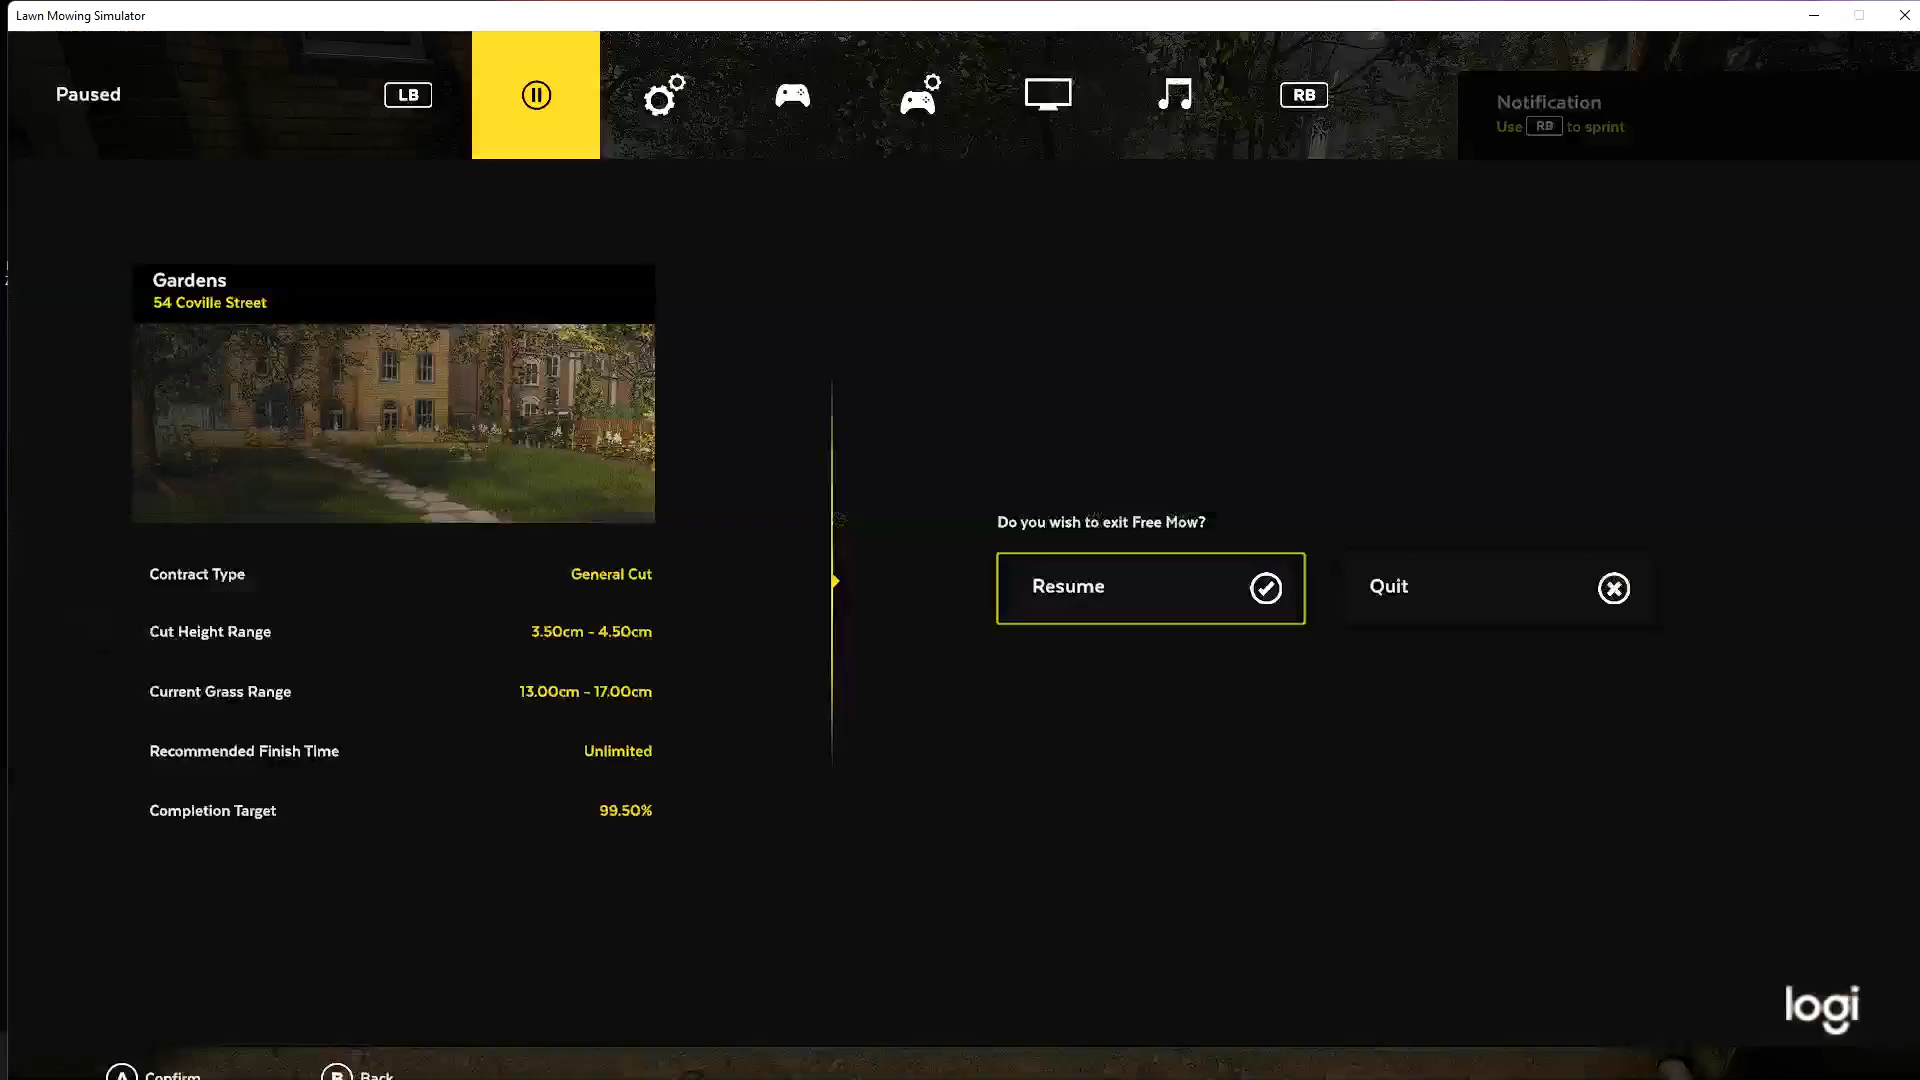 Lawn Mowing Simulator
Paused
LB
RB
Notification
Use RB to sprint
Gardens
54 Coville Street
Contract Type General Cut
Cut Height Range 3.50cm - 4.50cm
Current Grass Range 13.00cm - 17.00cm
Recommended Finish Time Unlimited
Completion Target 99.50%
Do you wish to exit Free Mow?
Resume
Quit
logi
A Confirm
B Back